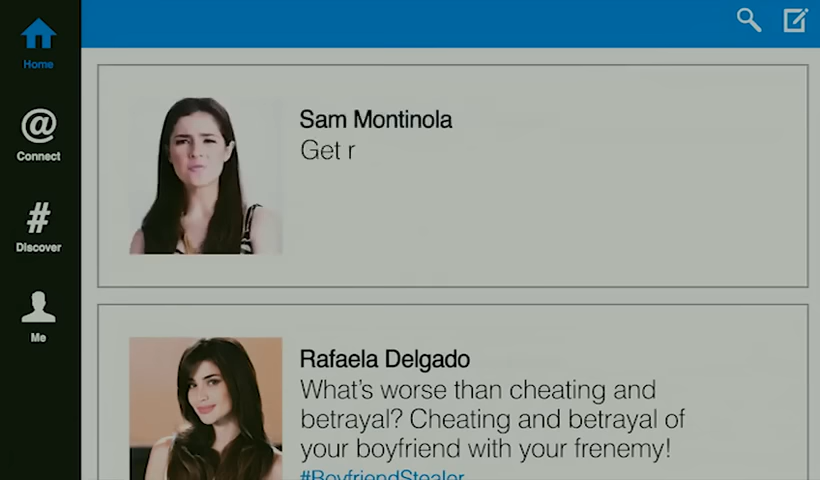 Home
@
Connect
#
Discover
Me
Sam Montinola
Get r
Rafaela Delgado
What's worse than cheating and
betrayal? Cheating and betrayal of
your boyfriend with your frenemy!
#BoyfriendStealer